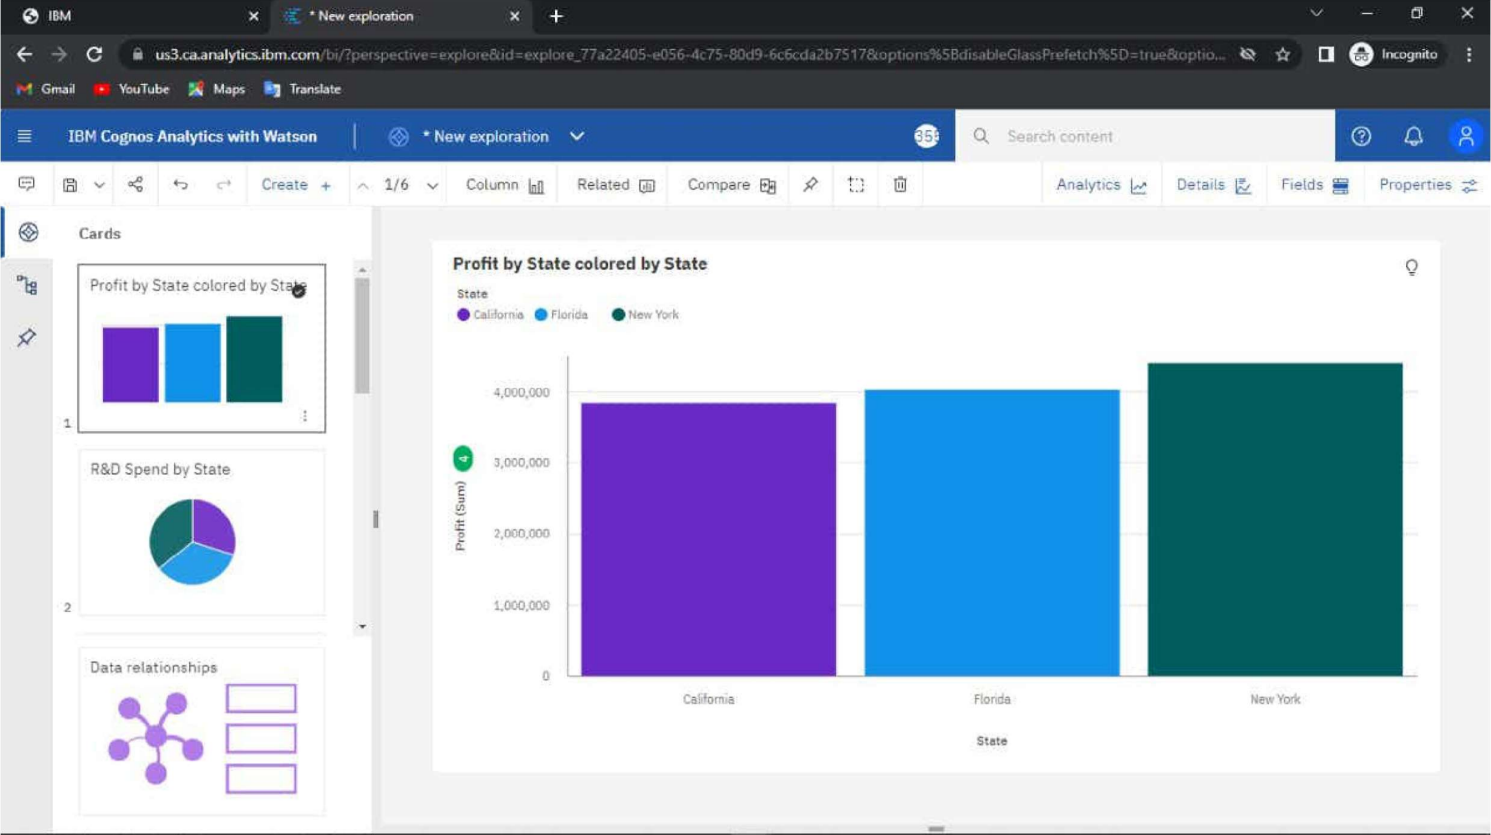 IBM
* New exploration
us3.ca.analytics.ibm.com/bi/?perspective=explore&id=explore_77a22405-e056-4c75-80d9-6c6cda2b7517&options%5BdisableGlassPrefetch%5D=true&optio...
Incognito
Gmail YouTube Maps Translate
IBM Cognos Analytics with Watson
* New exploration
Search content
Create + 1/6 Column Related Compare Analytics Details Fields Properties
Cards
Profit by State colored by State
1
R&D Spend by State
2
Data relationships
Profit by State colored by State
State
California Florida New York
4,000,000
3,000,000
2,000,000
1,000,000
0
4
Profit (Sum)
California Florida New York
State